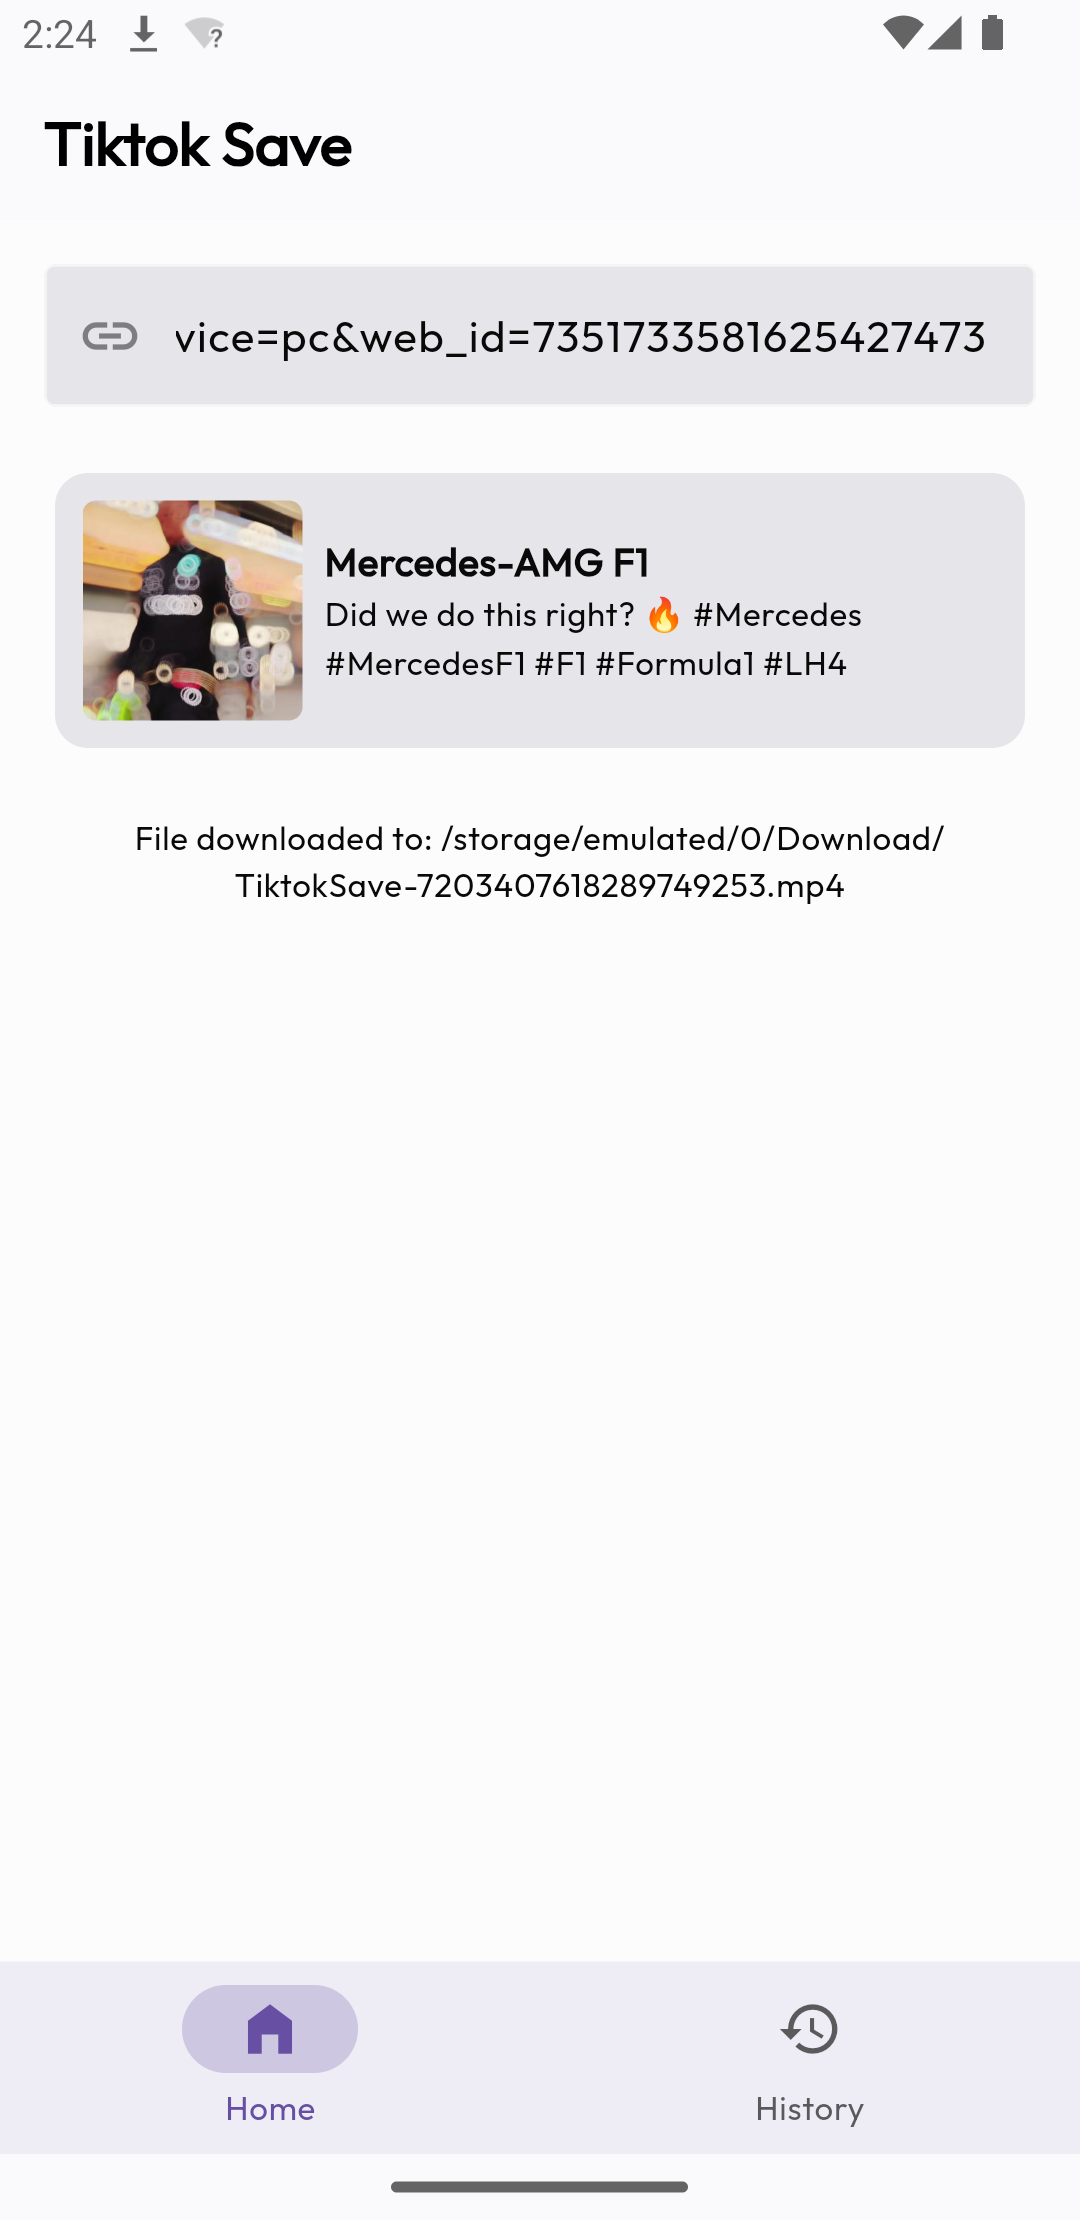 2:24
Tiktok Save
vice=pc&web_id=7351733581625427473
Mercedes-AMG F1
Did we do this right? 🔥 #Mercedes
#MercedesF1 #F1 #Formula1 #LH4
File downloaded to: /storage/emulated/0/Download/
TiktokSave-7203407618289749253.mp4
Home
History